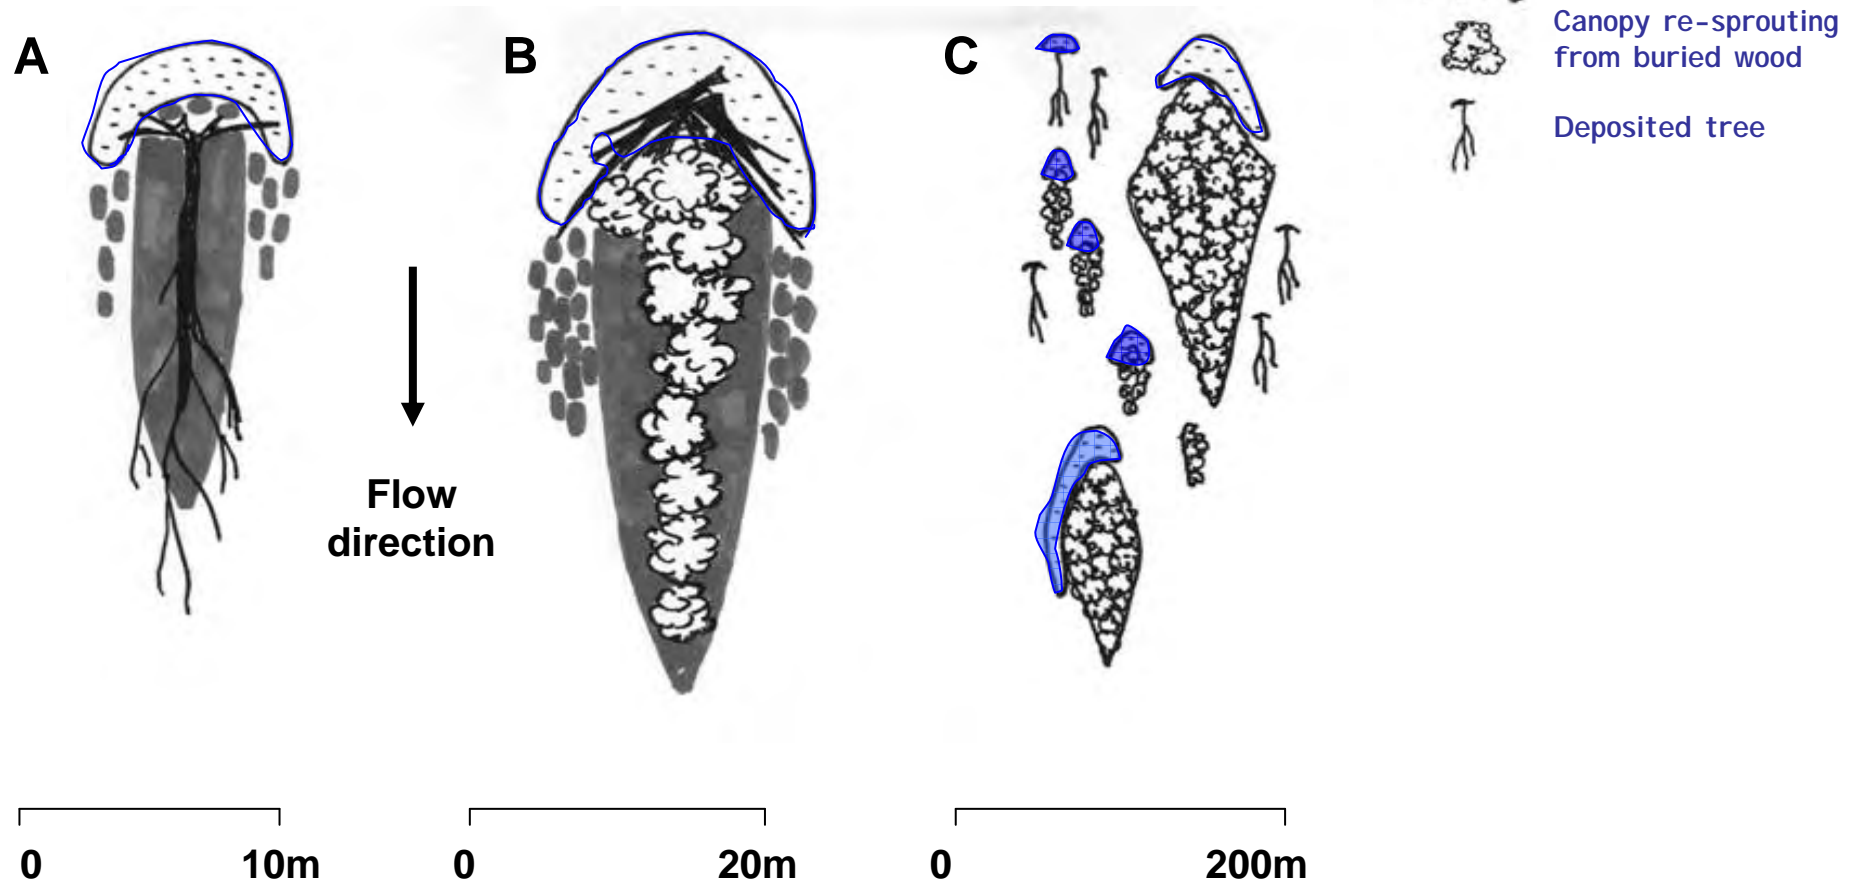 A
B
C
Canopy re-sprouting
from buried wood
Deposited tree
Flow
direction
0 10m
0 20m
0 200m